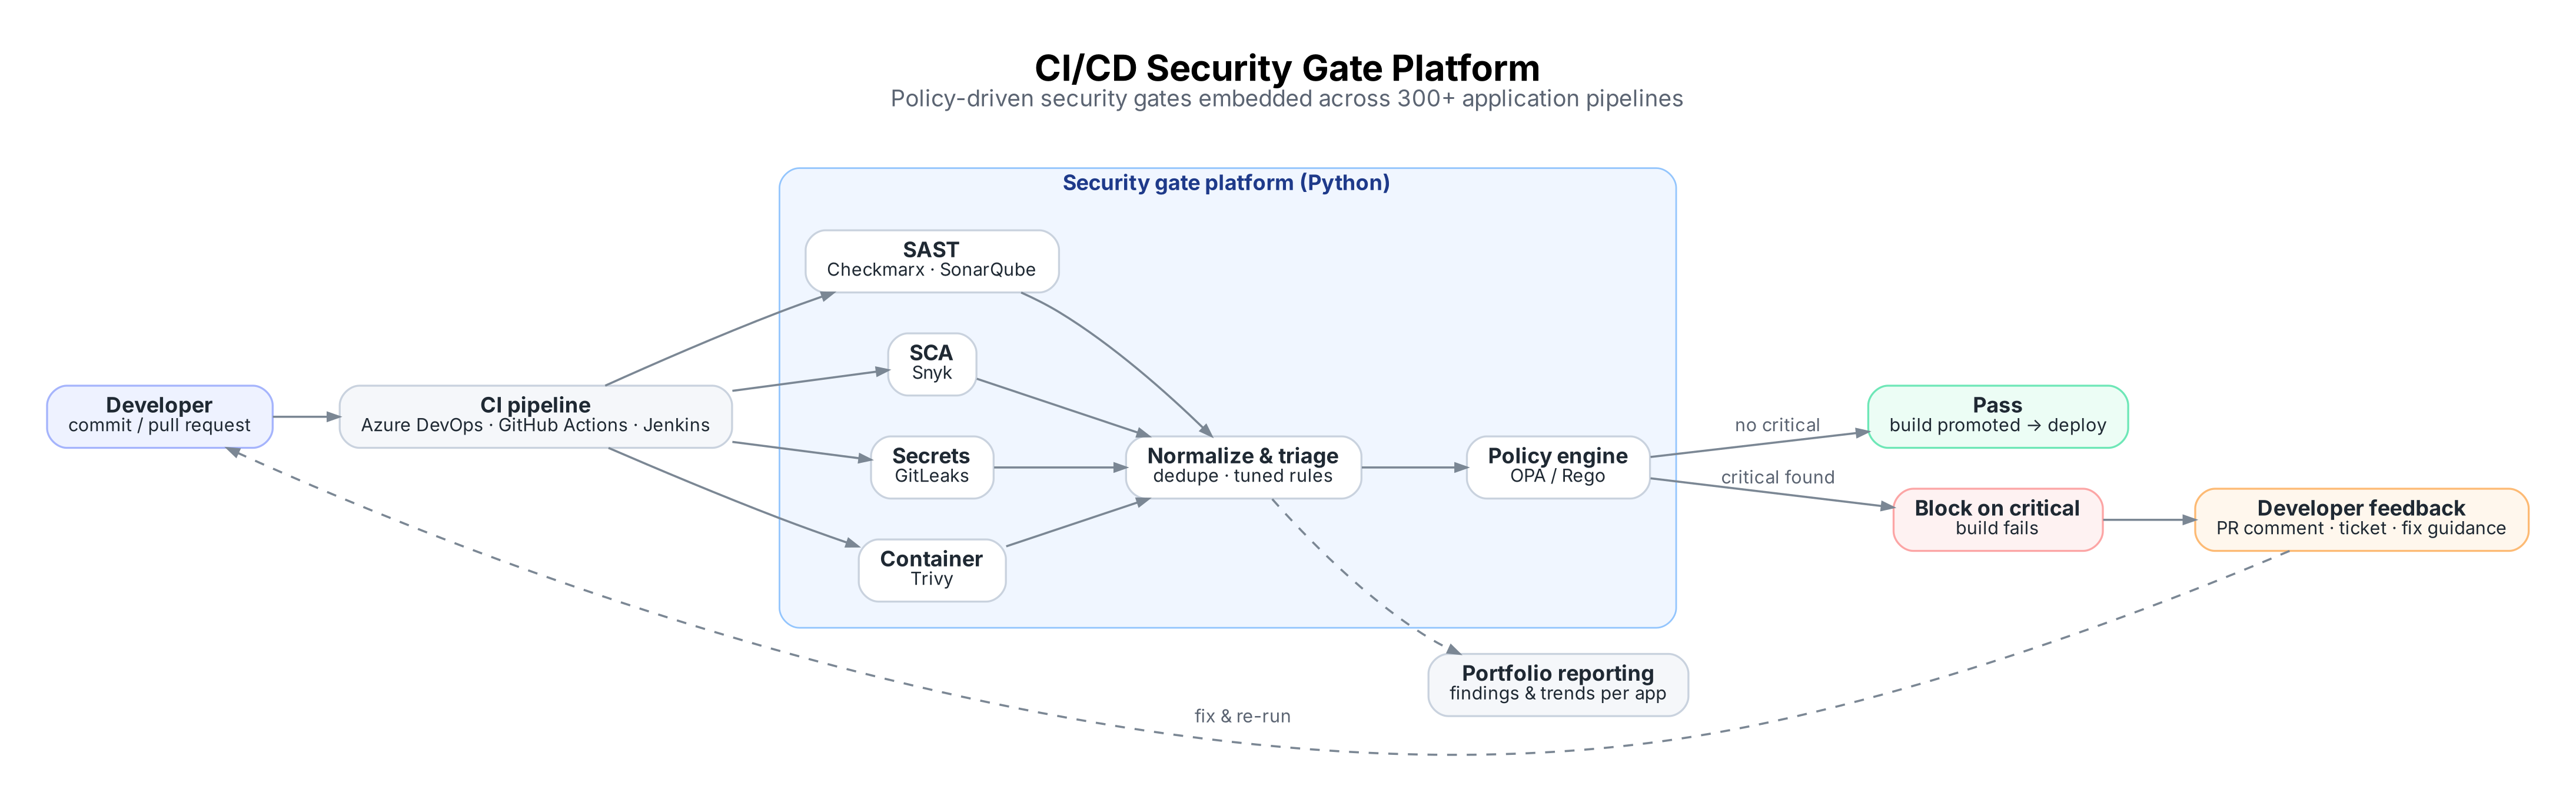 CI/CD Security Gate Platform
Policy-driven security gates embedded across 300+ application pipelines
Security gate platform (Python)
Developer
commit / pull request
CI pipeline
Azure DevOps · GitHub Actions · Jenkins
SAST
Checkmarx · SonarQube
SCA
Snyk
Secrets
GitLeaks
Container
Trivy
Normalize & triage
dedupe · tuned rules
Policy engine
OPA / Rego
no critical
critical found
Pass
build promoted → deploy
Block on critical
build fails
Developer feedback
PR comment · ticket · fix guidance
Portfolio reporting
findings & trends per app
fix & re-run